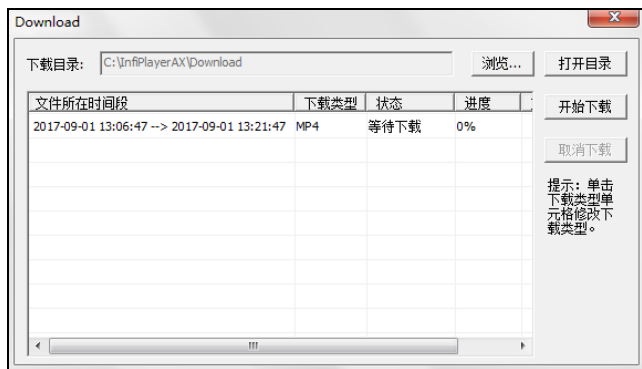 Download
下载目录: C:\InfiPlayerAX\Download 浏览... 打开目录
文件所在时间段 下载类型 状态 进度
开始下载
2017-09-01 13:06:47 --> 2017-09-01 13:21:47 MP4 等待下载 0%
取消下载
提示：单击
下载类型单
元格修改下
载类型。